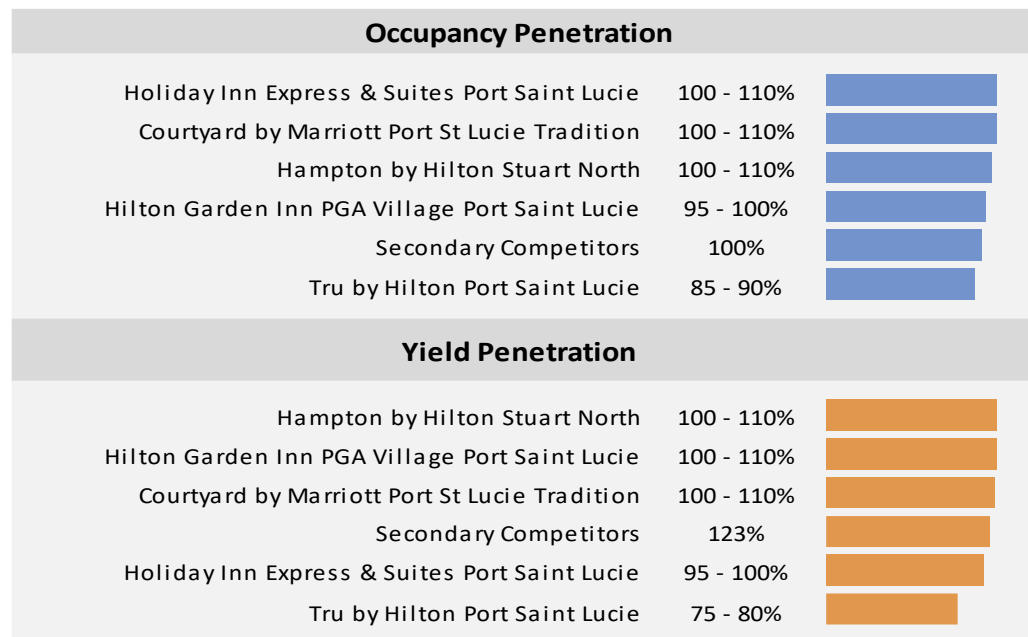 Occupancy Penetration
Holiday Inn Express & Suites Port Saint Lucie 100 - 110%
Courtyard by Marriott Port St Lucie Tradition 100 - 110%
Hampton by Hilton Stuart North 100 - 110%
Hilton Garden Inn PGA Village Port Saint Lucie 95 - 100%
Secondary Competitors 100%
Tru by Hilton Port Saint Lucie 85 - 90%
Yield Penetration
Hampton by Hilton Stuart North 100 - 110%
Hilton Garden Inn PGA Village Port Saint Lucie 100 - 110%
Courtyard by Marriott Port St Lucie Tradition 100 - 110%
Secondary Competitors 123%
Holiday Inn Express & Suites Port Saint Lucie 95 - 100%
Tru by Hilton Port Saint Lucie 75 - 80%